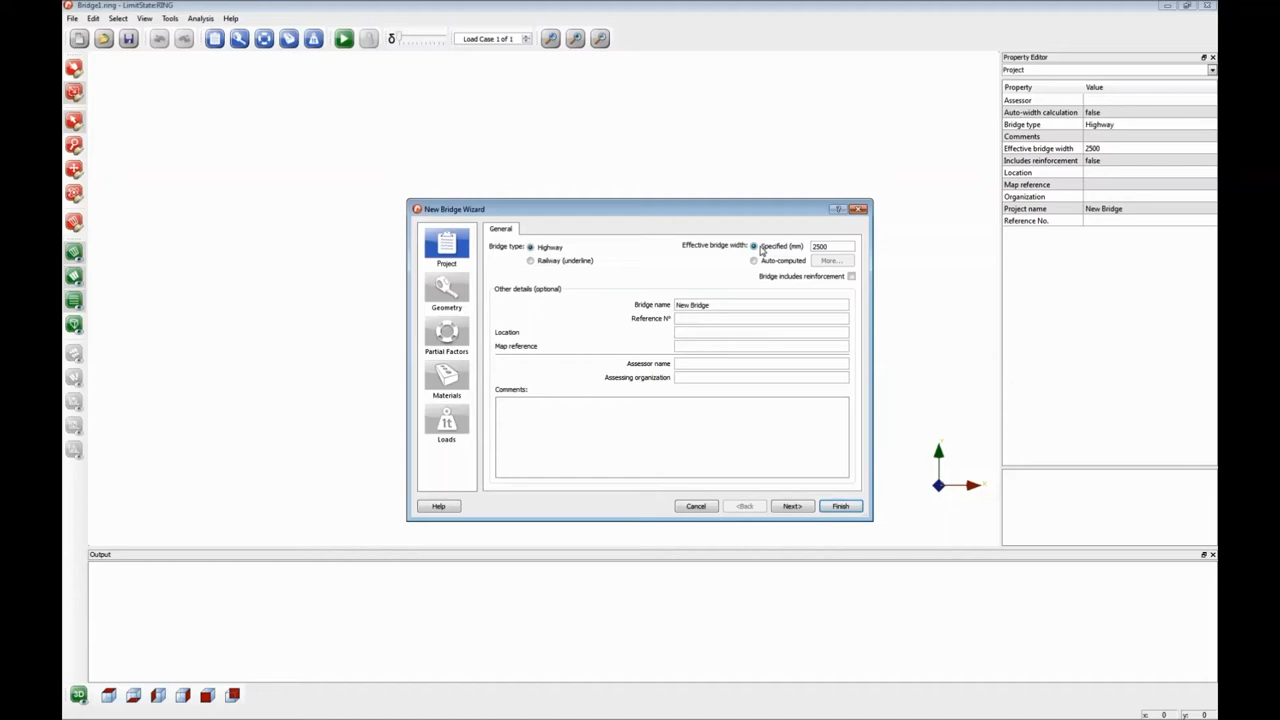 Bridge1.ring - LimitState:RING
File Edit Select View Tools Analysis Help
δ Load Case 1 of 1
Property Editor
Project
Property Value
Assessor
Auto-width calculation false
Bridge type Highway
Comments
Effective bridge width 2500
Includes reinforcement false
Location
Map reference
Organization
Project name New Bridge
Reference No.
New Bridge Wizard
Project
Geometry
Partial Factors
Materials
1t
Loads
General
Bridge type: Highway
Railway (underline)
Effective bridge width: Specified (mm) 2500
Auto-computed More...
Bridge includes reinforcement
Other details (optional)
Bridge name New Bridge
Reference N°
Location
Map reference
Assessor name
Assessing organization
Comments:
Help Cancel <Back Next> Finish
Output
3D
x: 0 y: 0